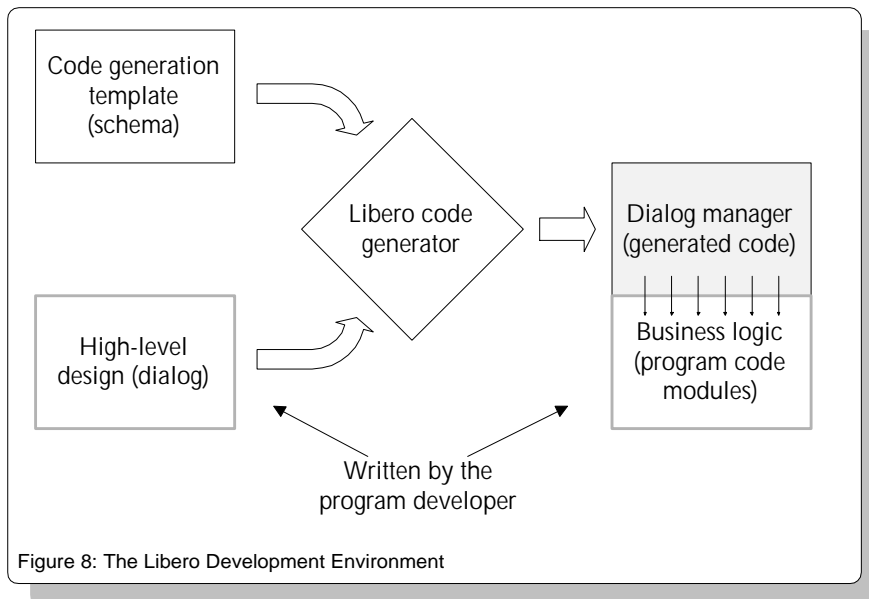 Code generation
template
(schema)
Libero code
generator
Dialog manager
(generated code)
High-level
design (dialog)
Business logic
(program code
modules)
Written by the
program developer
Figure 8: The Libero Development Environment